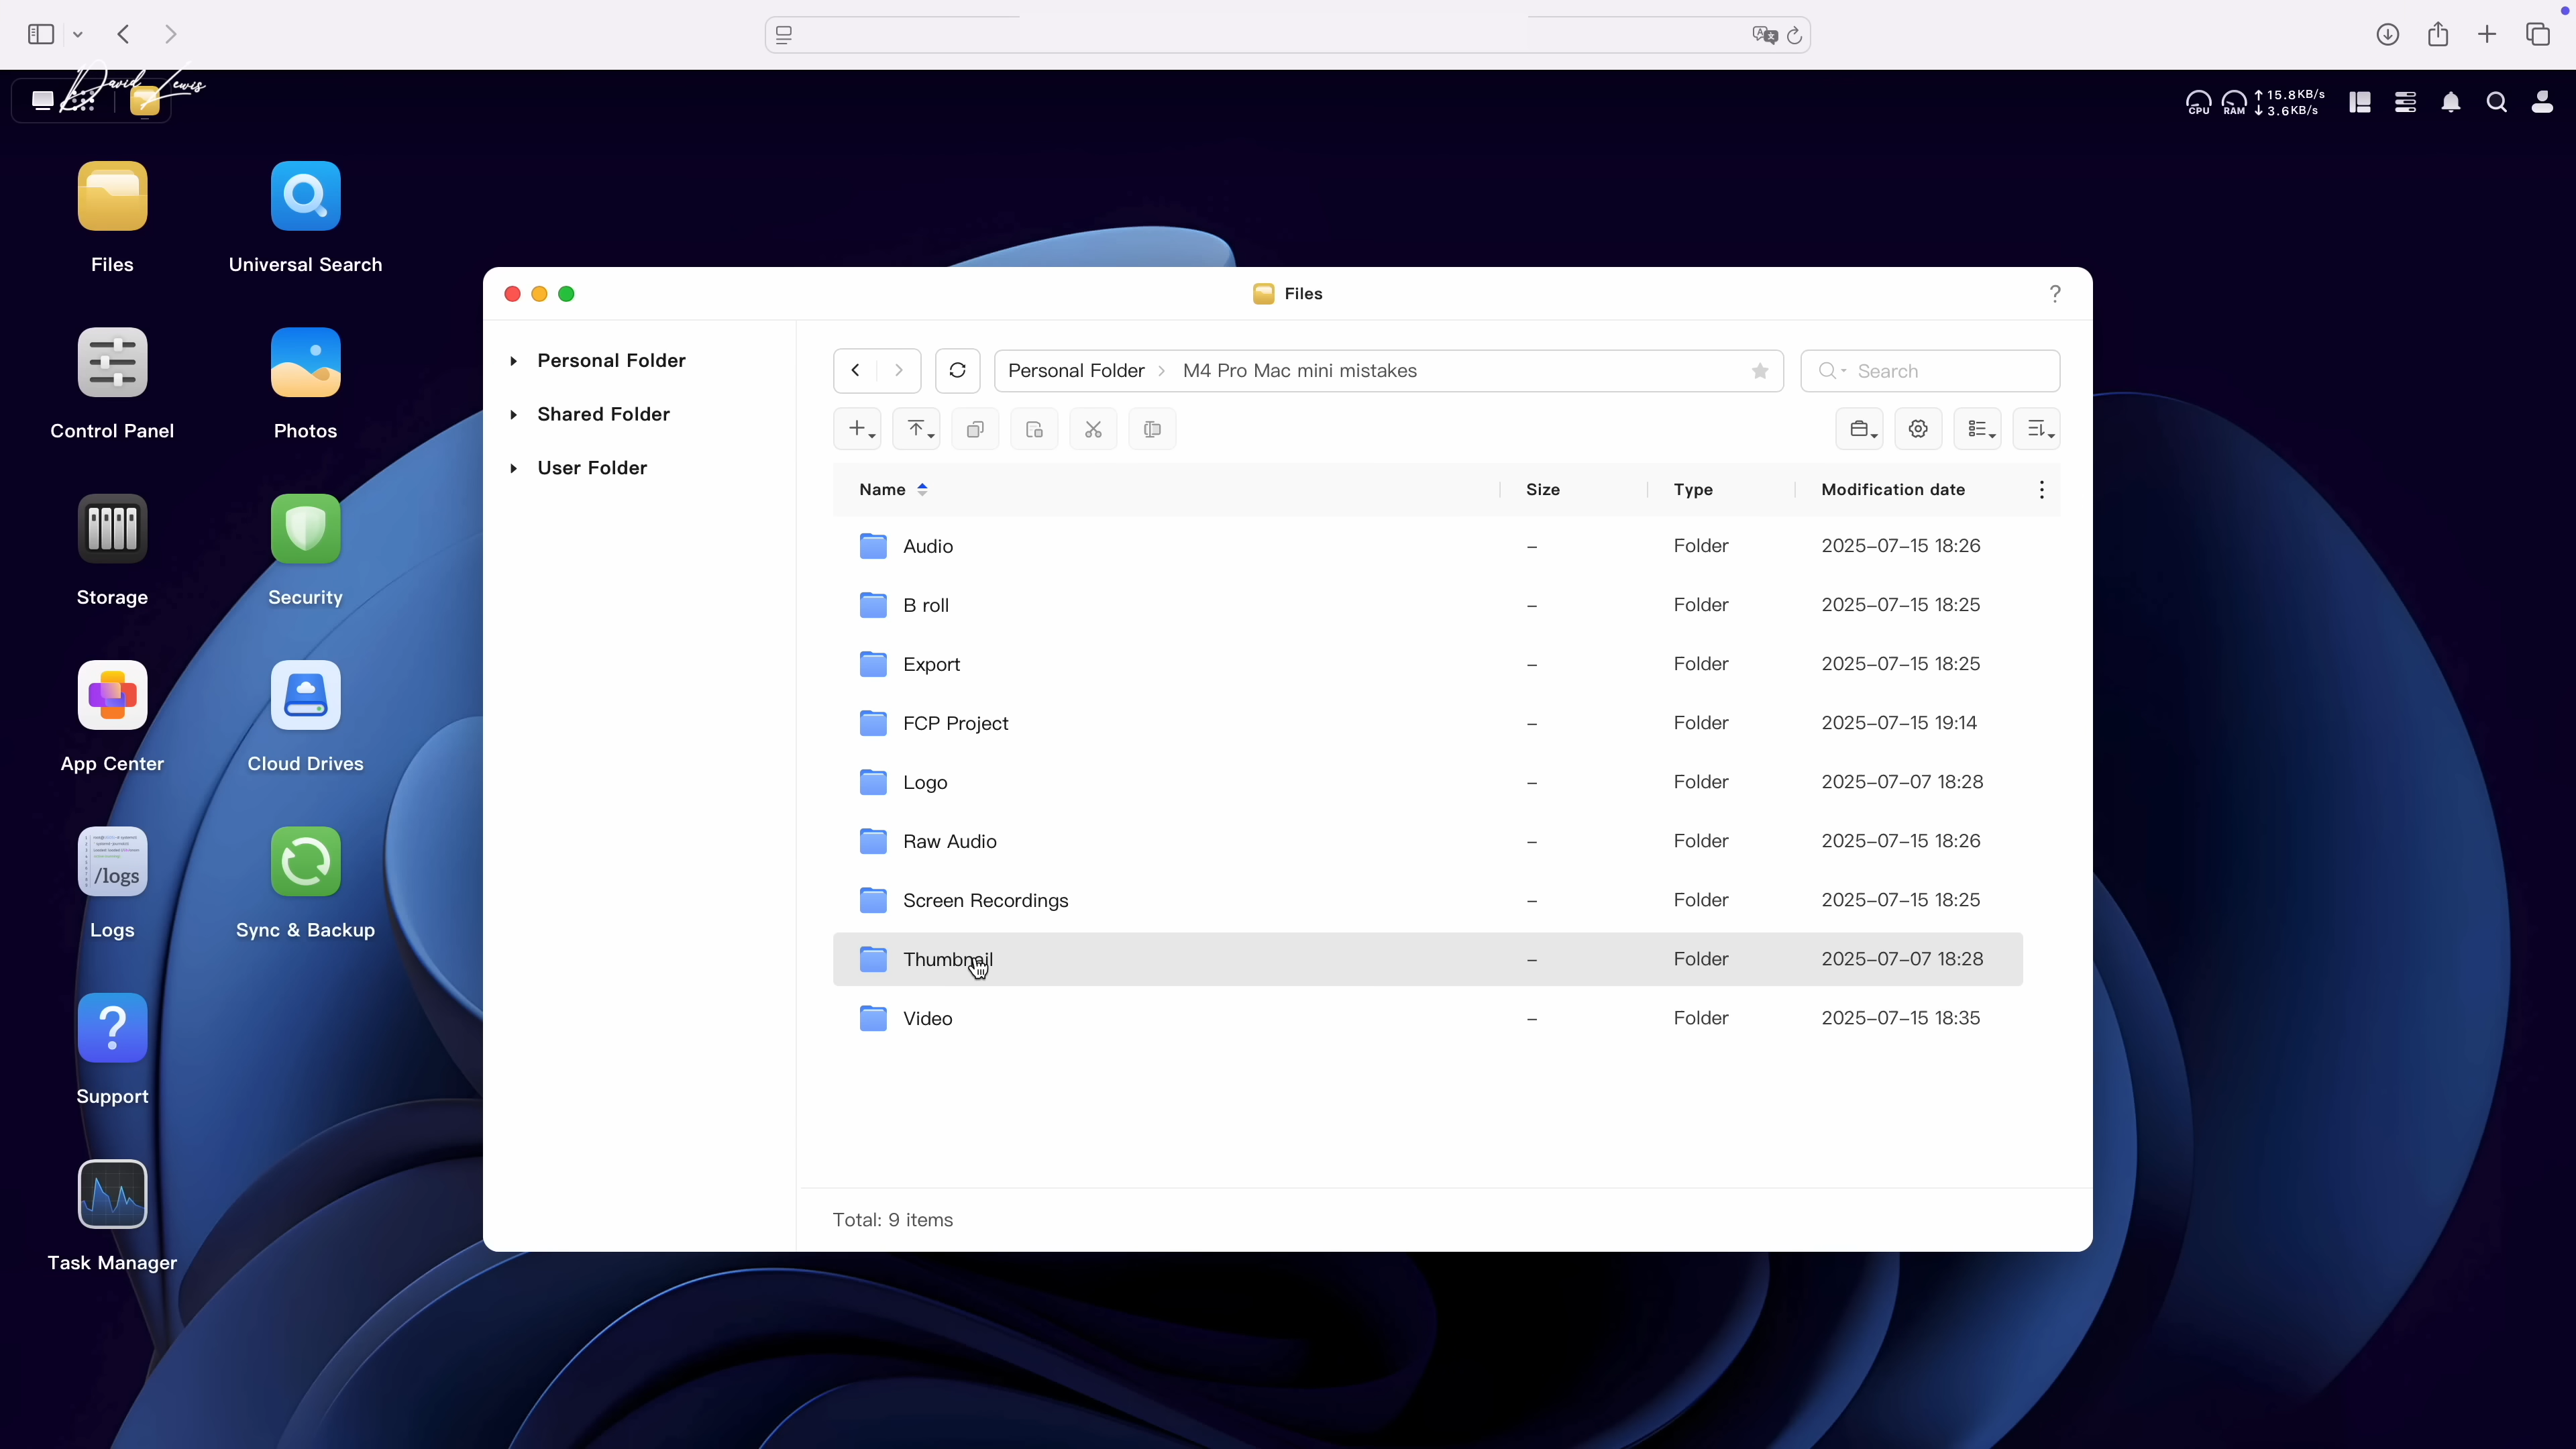 David Lewis
CPU
RAM
↑ 15.8KB/s
↓ 3.6KB/s
Files
Universal Search
Control Panel
Photos
Storage
Security
App Center
Cloud Drives
/logs
Logs
Sync & Backup
?
Support
Task Manager
Files
?
Personal Folder
Shared Folder
User Folder
Personal Folder > M4 Pro Mac mini mistakes
Search
Name Size Type Modification date
Audio – Folder 2025-07-15 18:26
B roll – Folder 2025-07-15 18:25
Export – Folder 2025-07-15 18:25
FCP Project – Folder 2025-07-15 19:14
Logo – Folder 2025-07-07 18:28
Raw Audio – Folder 2025-07-15 18:26
Screen Recordings – Folder 2025-07-15 18:25
Thumbnail – Folder 2025-07-07 18:28
Video – Folder 2025-07-15 18:35
Total: 9 items